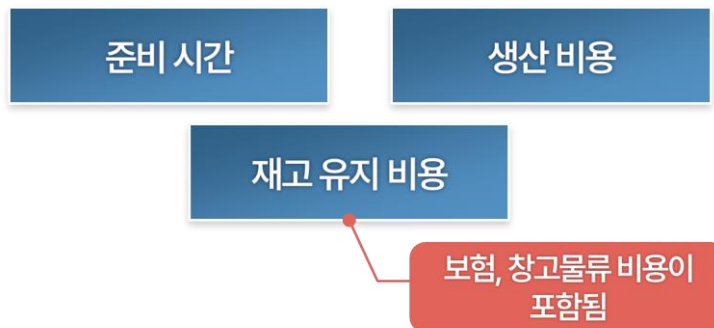 준비 시간
생산 비용
재고 유지 비용
보험, 창고물류 비용이
포함됨